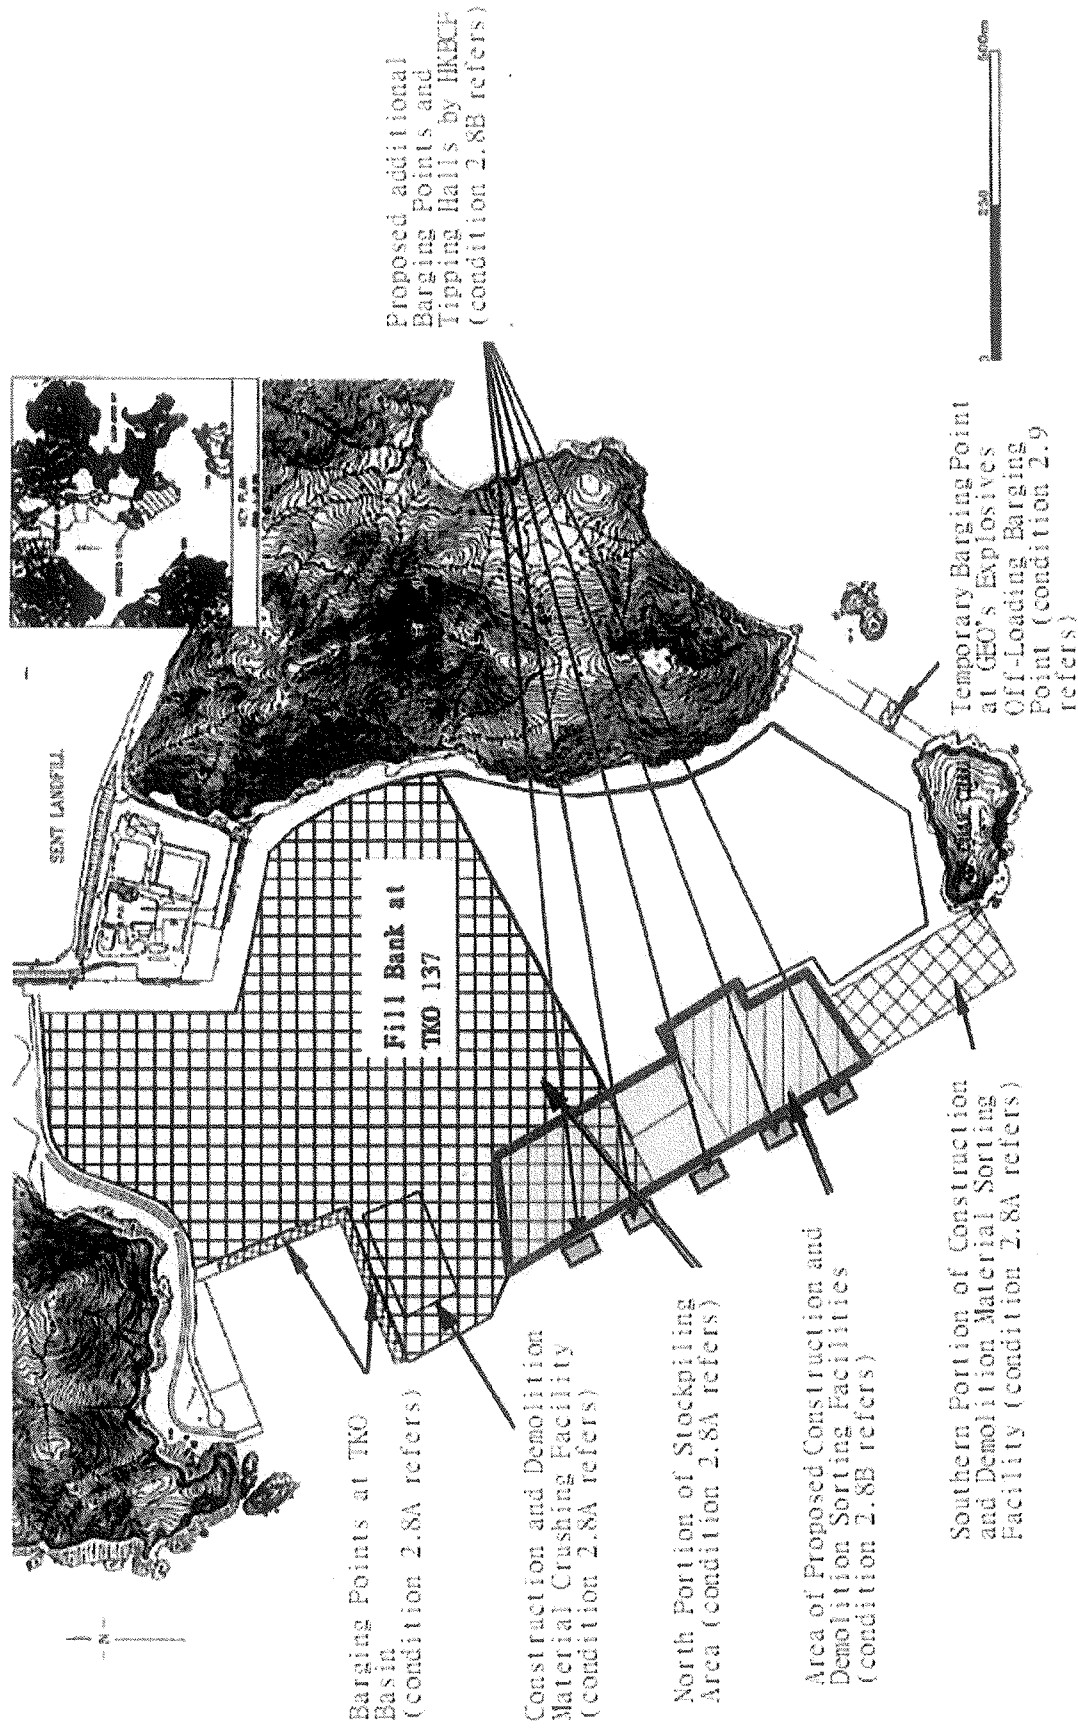 Proposed additional
Barging Points and
Tipping Halls by HKBCF
(condition 2.8B refers)
SENT LANDFILL
Fill Bank at
TKO 137
Barging Points at TKO
Basin
(condition 2.8A refers)
Construction and Demolition
Material Crushing Facility
(condition 2.8A refers)
North Portion of Stockpiling
Area (condition 2.8A refers)
Area of Proposed Construction and
Demolition Sorting Facilities
(condition 2.8B refers)
Southern Portion of Construction
and Demolition Material Sorting
Facility (condition 2.8A refers)
Temporary Barging Point
at GEO's Explosives
Off-Loading Barging
Point (condition 2.9
refers)
0 250 500m
KEY PLAN
N